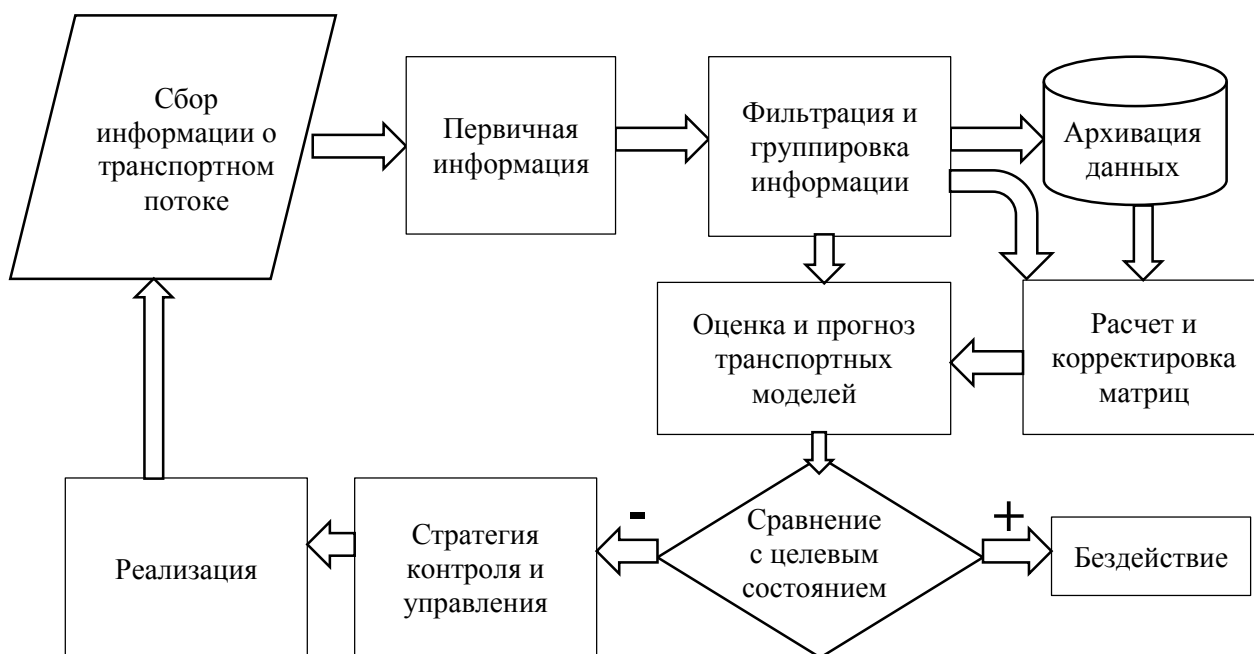 Сбор
информации о
транспортном
потоке
Первичная
информация
Фильтрация и
группировка
информации
Архивация
данных
Оценка и прогноз
транспортных
моделей
Расчет и
корректировка
матриц
Реализация
Стратегия
контроля и
управления
-
Сравнение
с целевым
состоянием
+
Бездействие